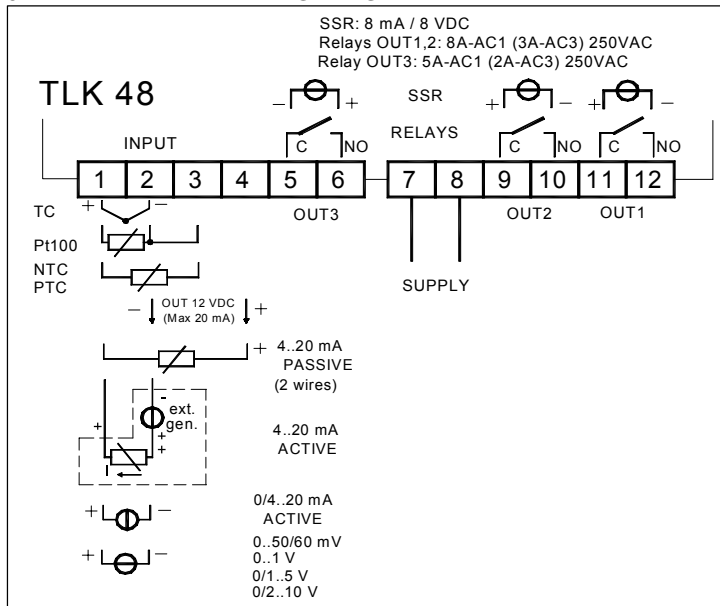 SSR: 8 mA / 8 VDC
Relays OUT1,2: 8A-AC1 (3A-AC3) 250VAC
Relay OUT3: 5A-AC1 (2A-AC3) 250VAC
TLK 48
− + SSR + − + −
INPUT RELAYS
C NO C NO C NO
1 2 3 4 5 6 7 8 9 10 11 12
TC + −
OUT3 OUT2 OUT1
Pt100
NTC
PTC
SUPPLY
− OUT 12 VDC +
(Max 20 mA)
+ 4..20 mA
PASSIVE
(2 wires)
-
ext.
gen.
+ +
+
4..20 mA
ACTIVE
I
+ − 0/4..20 mA
ACTIVE
+ − 0..50/60 mV
0..1 V
0/1..5 V
0/2..10 V